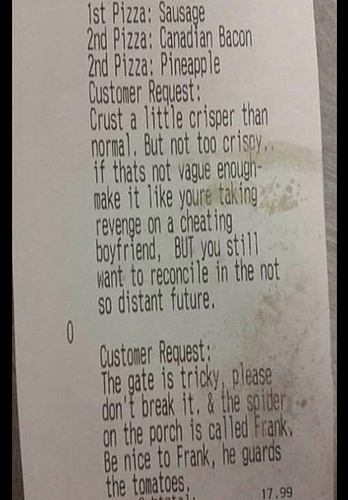 1st Pizza: Sausage
2nd Pizza: Canadian Bacon
2nd Pizza: Pineapple
Customer Request:
Crust a little crisper than
normal. But not too crispy..
if thats not vague enough-
make it like youre taking
revenge on a cheating
boyfriend, BUT you still
want to reconcile in the not
so distant future.
0
Customer Request:
The gate is tricky, please
don't break it, & the spider
on the porch is called Frank.
Be nice to Frank, he guards
the tomatoes.
Subtotal: 17.99